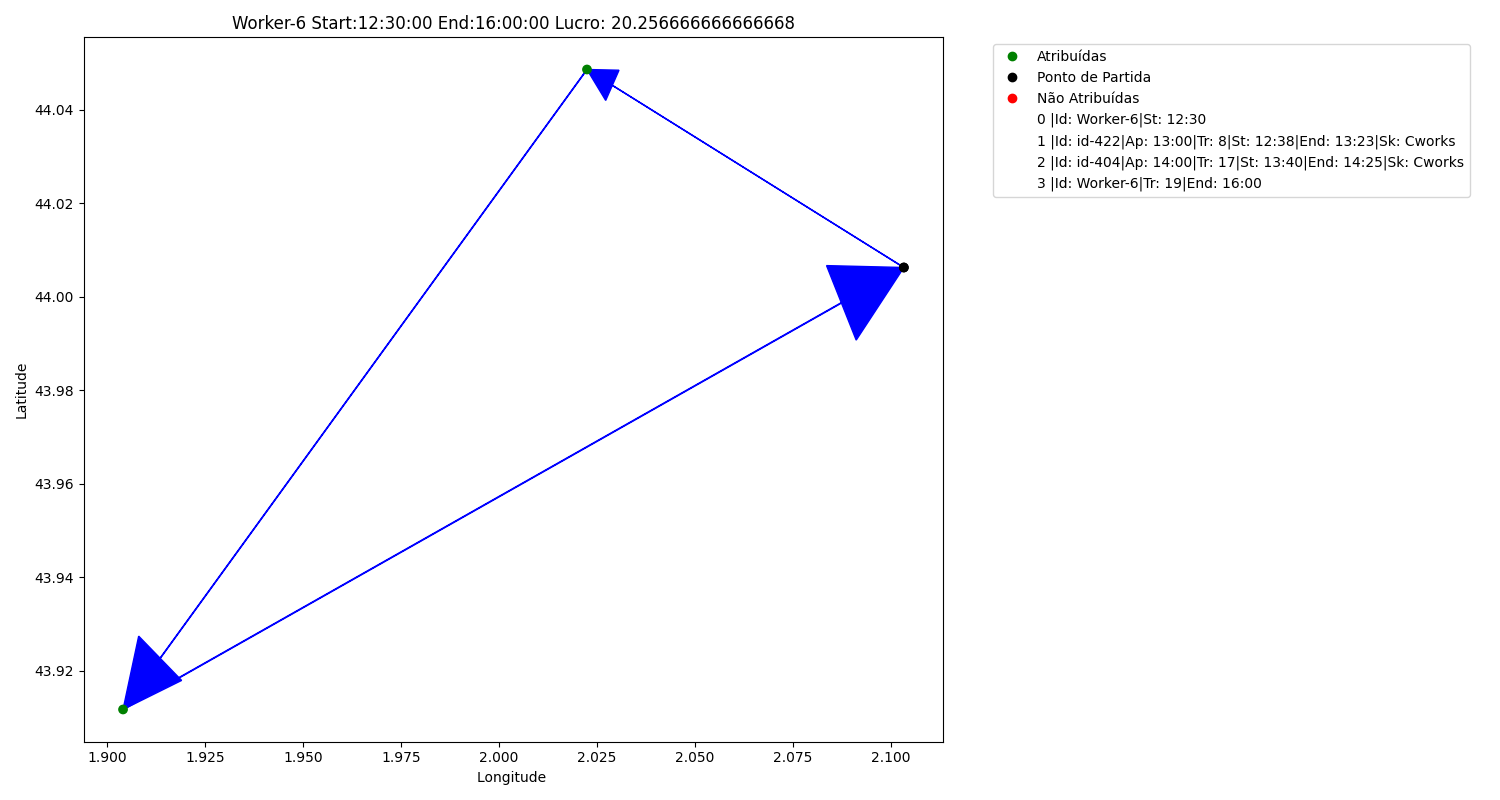 Worker-6 Start:12:30:00 End:16:00:00 Lucro: 20.256666666666668
Atribuídas
Ponto de Partida
Não Atribuídas
0 |Id: Worker-6|St: 12:30
1 |Id: id-422|Ap: 13:00|Tr: 8|St: 12:38|End: 13:23|Sk: Cworks
2 |Id: id-404|Ap: 14:00|Tr: 17|St: 13:40|End: 14:25|Sk: Cworks
3 |Id: Worker-6|Tr: 19|End: 16:00
44.04
44.02
44.00
43.98
43.96
43.94
43.92
Latitude
1.900 1.925 1.950 1.975 2.000 2.025 2.050 2.075 2.100
Longitude